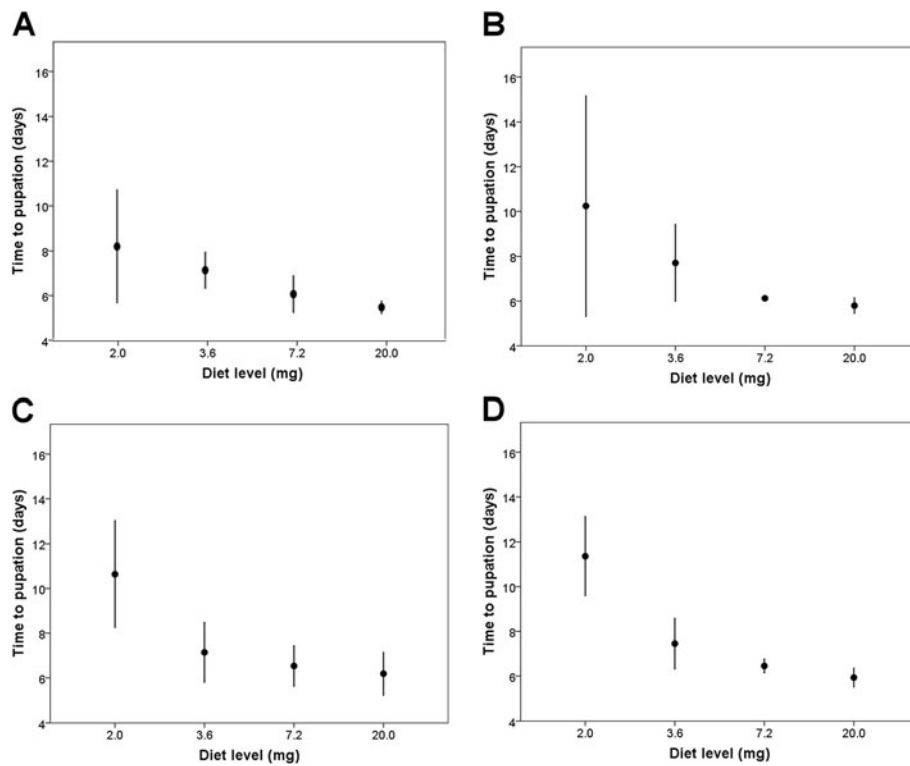 A
Time to pupation (days)
16
14
12
10
8
6
4
2.0 3.6 7.2 20.0
Diet level (mg)
B
Time to pupation (days)
16
14
12
10
8
6
4
2.0 3.6 7.2 20.0
Diet level (mg)
C
Time to pupation (days)
16
14
12
10
8
6
4
2.0 3.6 7.2 20.0
Diet level (mg)
D
Time to pupation (days)
16
14
12
10
8
6
4
2.0 3.6 7.2 20.0
Diet level (mg)